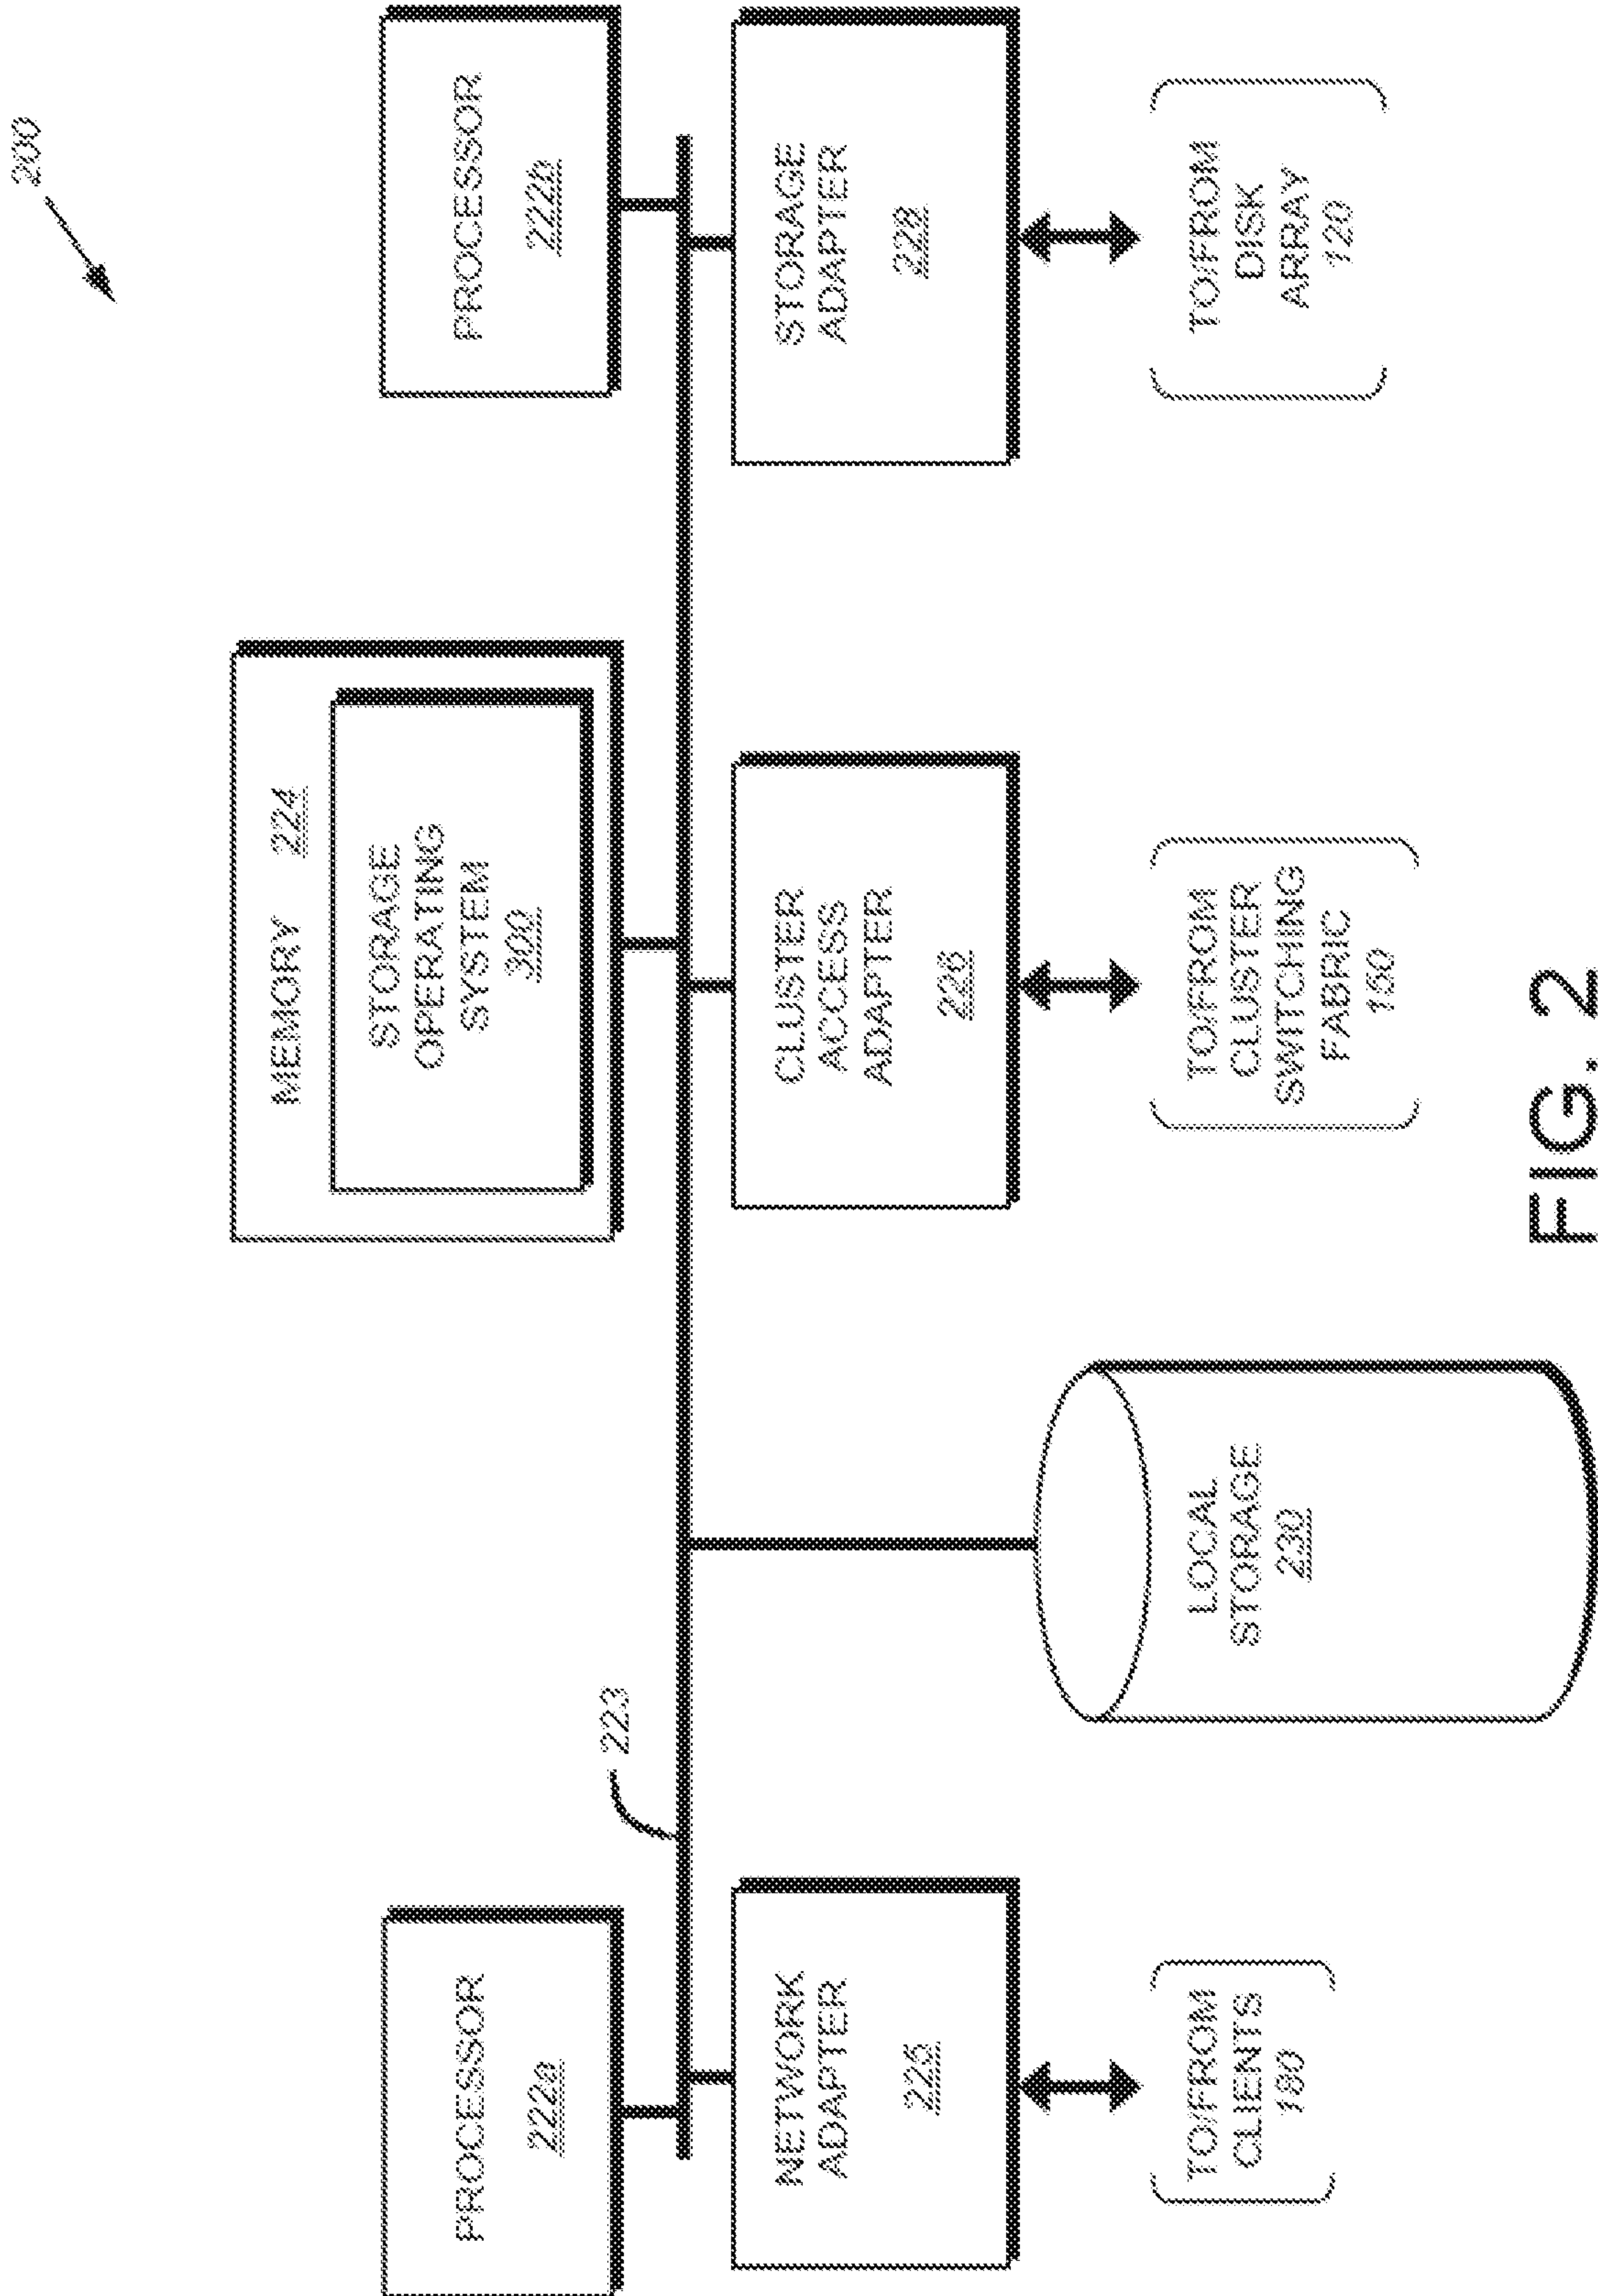 200
PROCESSOR
222a
MEMORY 224
STORAGE
OPERATING
SYSTEM
300
PROCESSOR
222b
223
NETWORK
ADAPTER
225
CLUSTER
ACCESS
ADAPTER
226
STORAGE
ADAPTER
228
TO/FROM
CLIENTS
180
LOCAL
STORAGE
230
TO/FROM
CLUSTER
SWITCHING
FABRIC
150
TO/FROM
DISK
ARRAY
120
FIG. 2